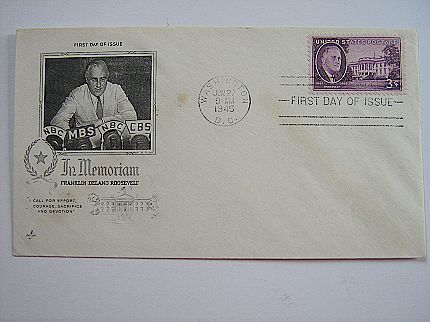 FIRST DAY OF ISSUE
NBC MBS NBC CBS
In Memoriam
FRANKLIN DELANO ROOSEVELT
"I CALL FOR EFFORT,
COURAGE, SACRIFICE
AND DEVOTION"
WASHINGTON
JUN 27
9 AM
1945
D.C.
UNITED STATES POSTAGE
3¢
FIRST DAY OF ISSUE